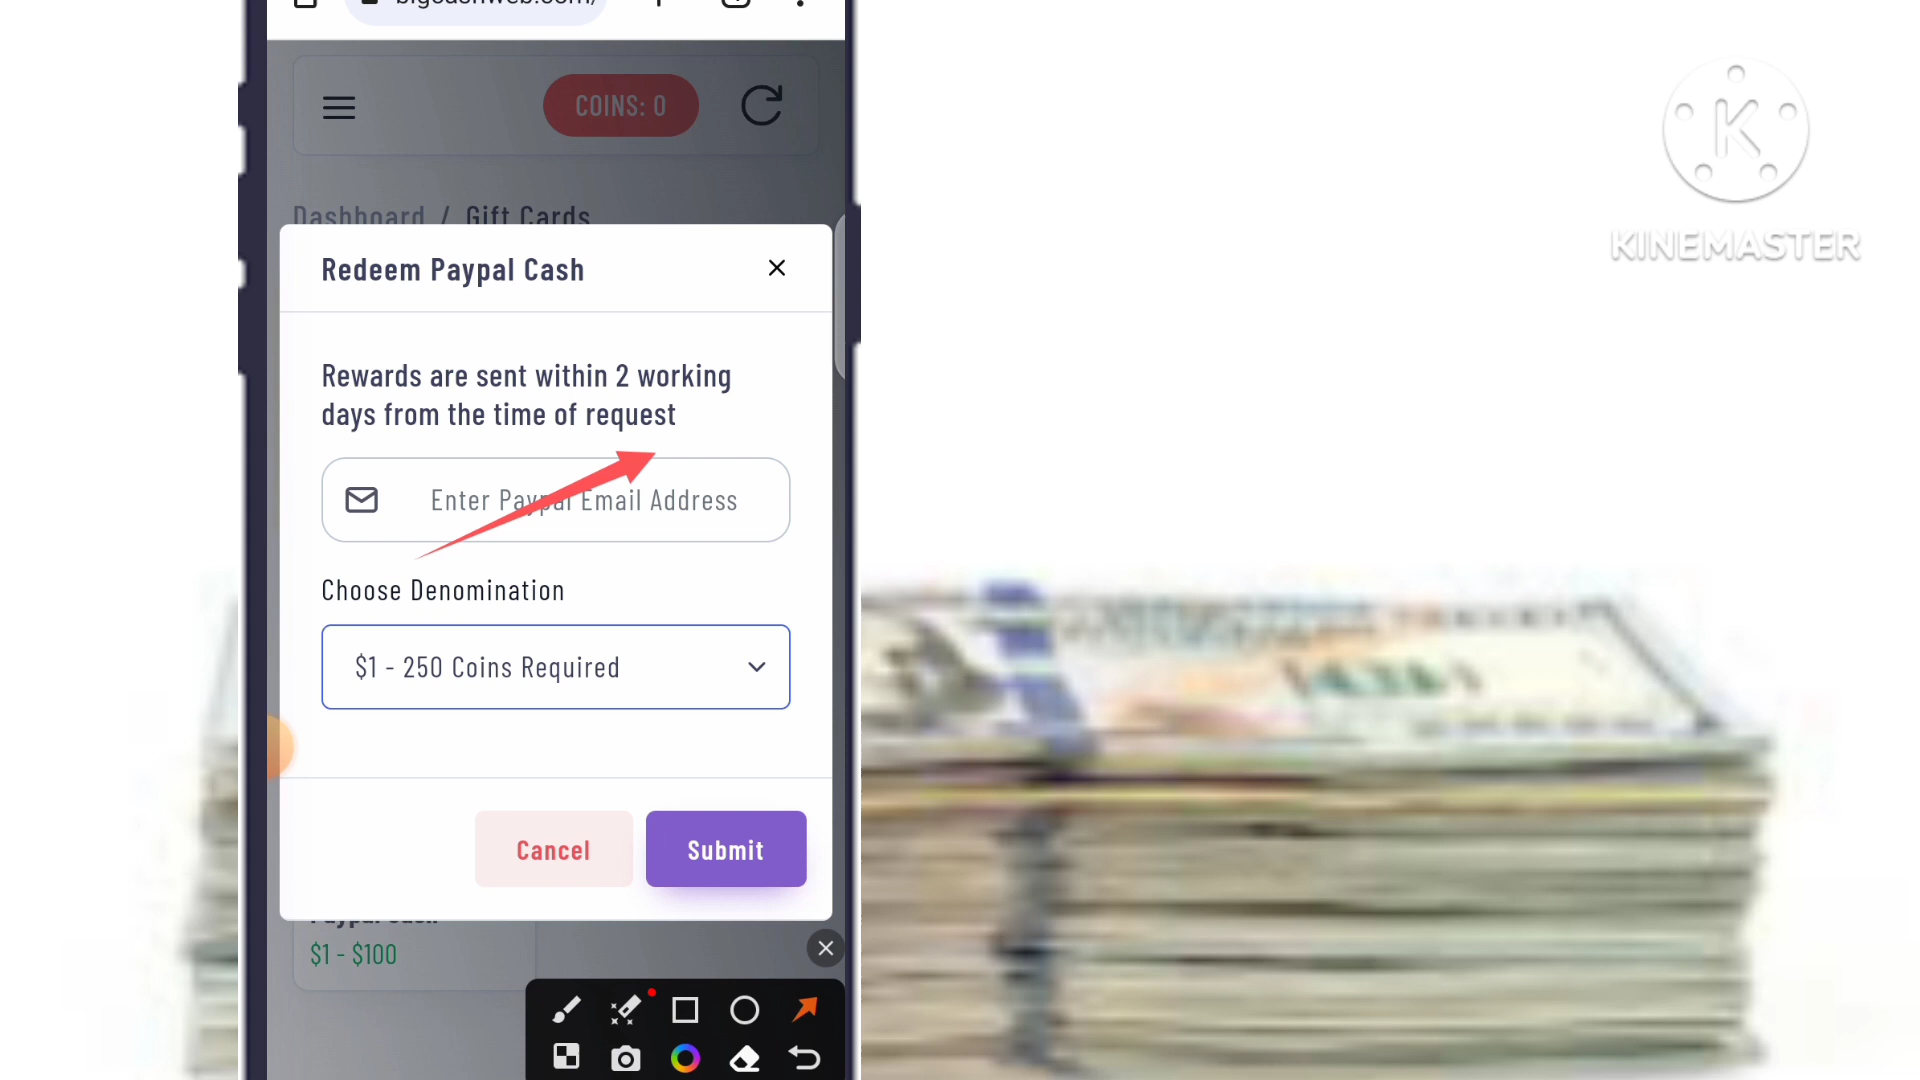 COINS: 0
Dashboard / Gift Cards
Redeem Paypal Cash
Rewards are sent within 2 working
days from the time of request
Enter Paypal Email Address
Choose Denomination
$1 - 250 Coins Required
Cancel
Submit
$1 - $100
K
KINEMASTER